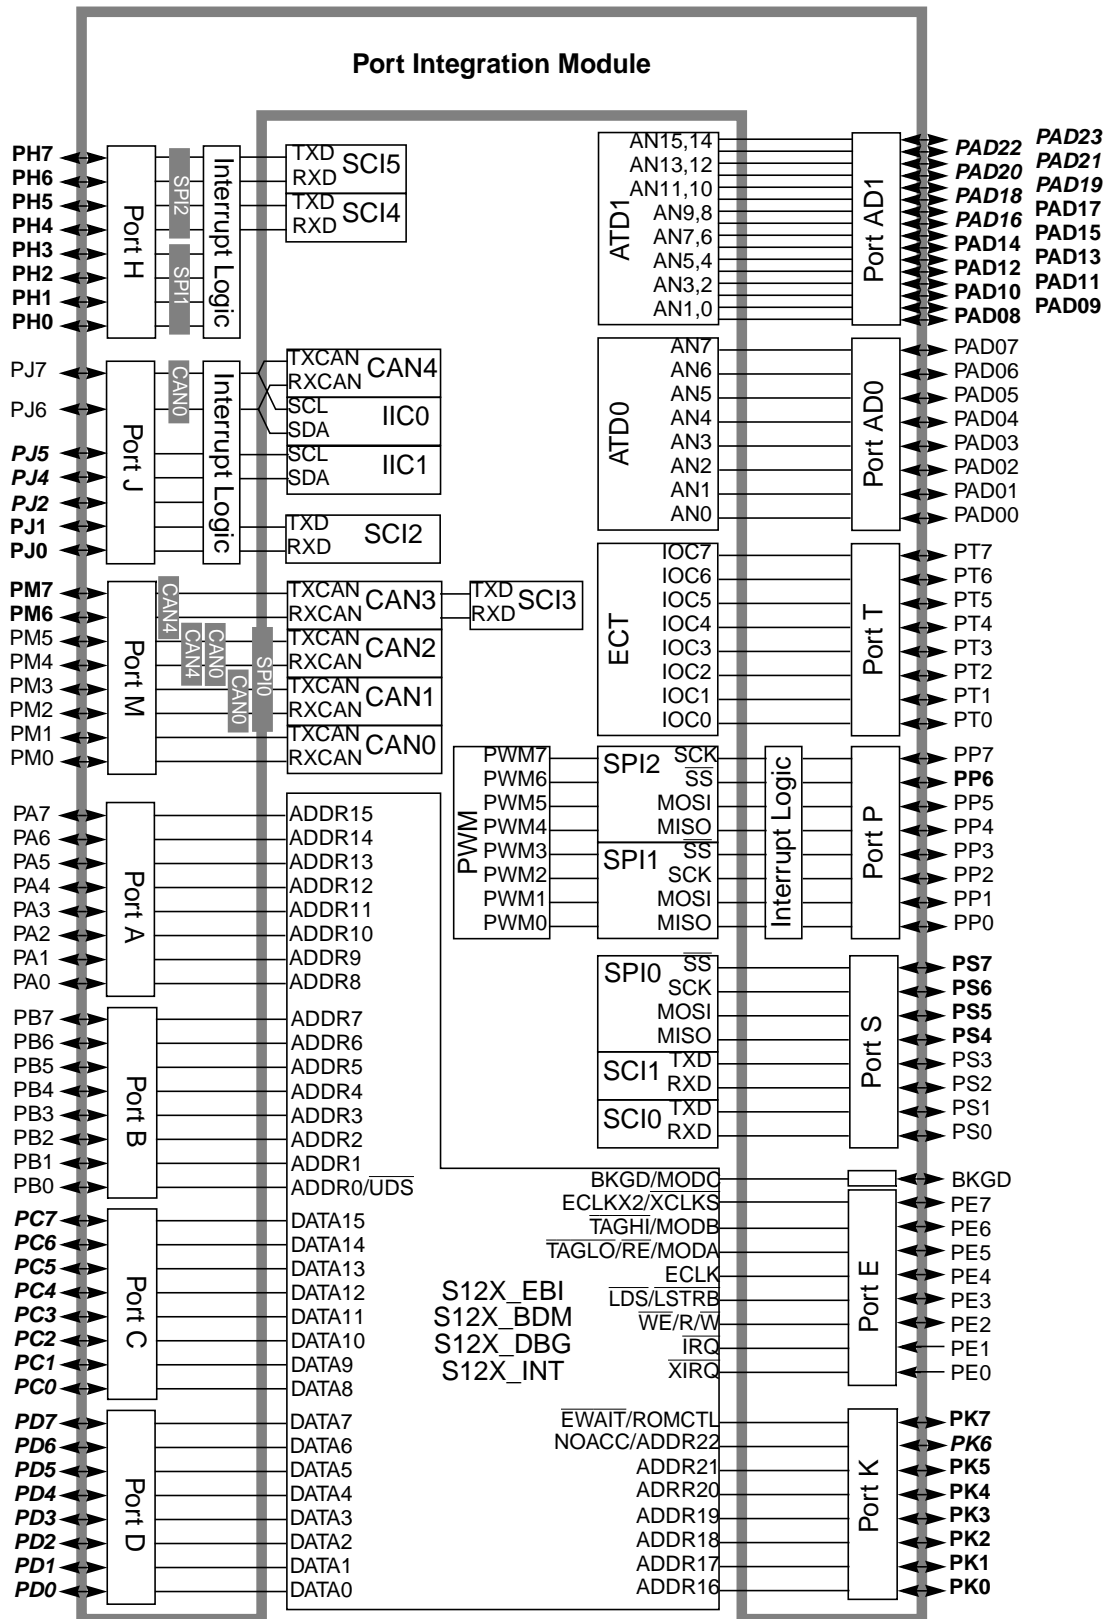 Port Integration Module
PH7
PH6
PH5
PH4
PH3
PH2
PH1
PH0
Port H
SPI2
SPI1
Interrupt Logic
TXD
RXD
SCI5
TXD
RXD
SCI4
PJ7
PJ6
PJ5
PJ4
PJ2
PJ1
PJ0
Port J
CAN0
Interrupt Logic
TXCAN
RXCAN
CAN4
SCL
SDA
IIC0
SCL
SDA
IIC1
TXD
RXD
SCI2
PM7
PM6
PM5
PM4
PM3
PM2
PM1
PM0
Port M
CAN4
CAN4
CAN0
CAN0
SPI0
TXCAN
RXCAN
CAN3
TXD
RXD
SCI3
TXCAN
RXCAN
CAN2
TXCAN
RXCAN
CAN1
TXCAN
RXCAN
CAN0
PA7
PA6
PA5
PA4
PA3
PA2
PA1
PA0
Port A
ADDR15
ADDR14
ADDR13
ADDR12
ADDR11
ADDR10
ADDR9
ADDR8
PB7
PB6
PB5
PB4
PB3
PB2
PB1
PB0
Port B
ADDR7
ADDR6
ADDR5
ADDR4
ADDR3
ADDR2
ADDR1
ADDR0/UDS
PC7
PC6
PC5
PC4
PC3
PC2
PC1
PC0
Port C
DATA15
DATA14
DATA13
DATA12
DATA11
DATA10
DATA9
DATA8
PD7
PD6
PD5
PD4
PD3
PD2
PD1
PD0
Port D
DATA7
DATA6
DATA5
DATA4
DATA3
DATA2
DATA1
DATA0
S12X_EBI
S12X_BDM
S12X_DBG
S12X_INT
ATD1
AN15,14
AN13,12
AN11,10
AN9,8
AN7,6
AN5,4
AN3,2
AN1,0
Port AD1
PAD23
PAD22
PAD21
PAD20
PAD19
PAD18
PAD17
PAD16
PAD15
PAD14
PAD13
PAD12
PAD11
PAD10
PAD09
PAD08
ATD0
AN7
AN6
AN5
AN4
AN3
AN2
AN1
AN0
Port AD0
PAD07
PAD06
PAD05
PAD04
PAD03
PAD02
PAD01
PAD00
ECT
IOC7
IOC6
IOC5
IOC4
IOC3
IOC2
IOC1
IOC0
Port T
PT7
PT6
PT5
PT4
PT3
PT2
PT1
PT0
PWM
PWM7
PWM6
PWM5
PWM4
PWM3
PWM2
PWM1
PWM0
SPI2
SCK
SS
MOSI
MISO
SPI1
SS
SCK
MOSI
MISO
Interrupt Logic
Port P
PP7
PP6
PP5
PP4
PP3
PP2
PP1
PP0
SPI0
SS
SCK
MOSI
MISO
SCI1
TXD
RXD
SCI0
TXD
RXD
Port S
PS7
PS6
PS5
PS4
PS3
PS2
PS1
PS0
BKGD/MODC
BKGD
ECLKX2/XCLKS
TAGHI/MODB
TAGLO/RE/MODA
ECLK
LDS/LSTRB
WE/R/W
IRQ
XIRQ
Port E
PE7
PE6
PE5
PE4
PE3
PE2
PE1
PE0
EWAIT/ROMCTL
NOACC/ADDR22
ADDR21
ADRR20
ADDR19
ADDR18
ADDR17
ADDR16
Port K
PK7
PK6
PK5
PK4
PK3
PK2
PK1
PK0